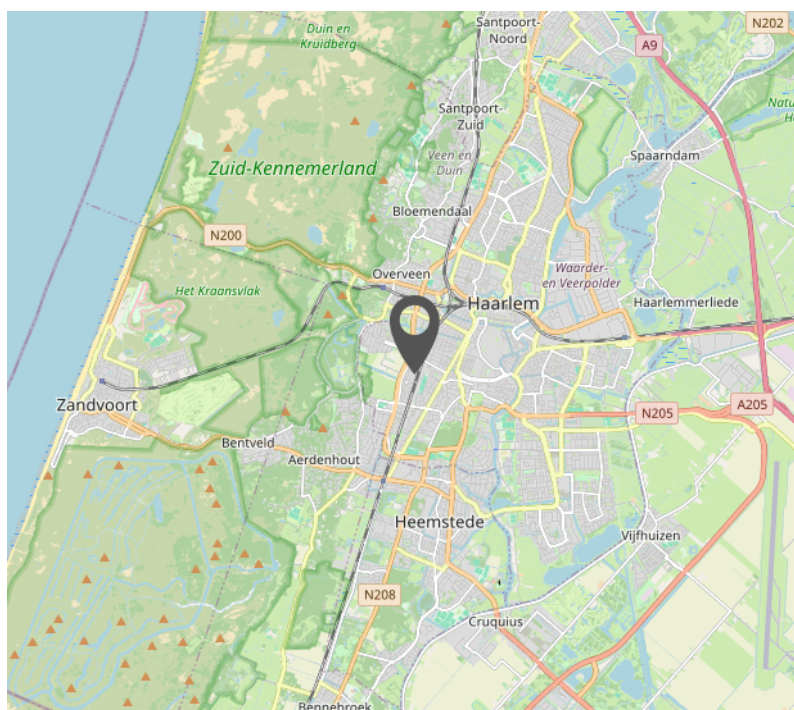 Santpoort-
Noord
N202
Duin en
Kruidberg
A9
Santpoort-
Zuid
Natu
Ha
Veen en
Duin
Spaarndam
Zuid-Kennemerland
Bloemendaal
N200
Overveen
Waarder-
en Veerpolder
Het Kraansvlak
Haarlem
Haarlemmerliede
Zandvoort
N205
A205
Bentveld
Aerdenhout
Heemstede
Vijfhuizen
N208
Cruquius
Bennebroek